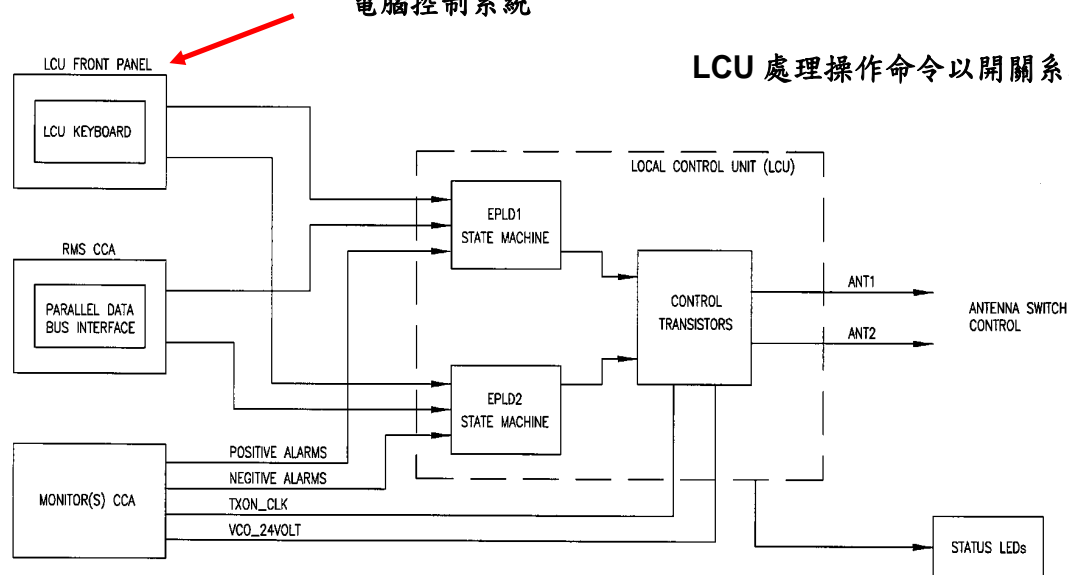 電腦控制系統
LCU 處理操作命令以開關系
LCU FRONT PANEL
LCU KEYBOARD
LOCAL CONTROL UNIT (LCU)
EPLD1
STATE MACHINE
RMS CCA
PARALLEL DATA
BUS INTERFACE
CONTROL
TRANSISTORS
ANT1
ANT2
ANTENNA SWITCH
CONTROL
EPLD2
STATE MACHINE
MONITOR(S) CCA
POSITIVE ALARMS
NEGITIVE ALARMS
TXON_CLK
VCO_24VOLT
STATUS LEDs